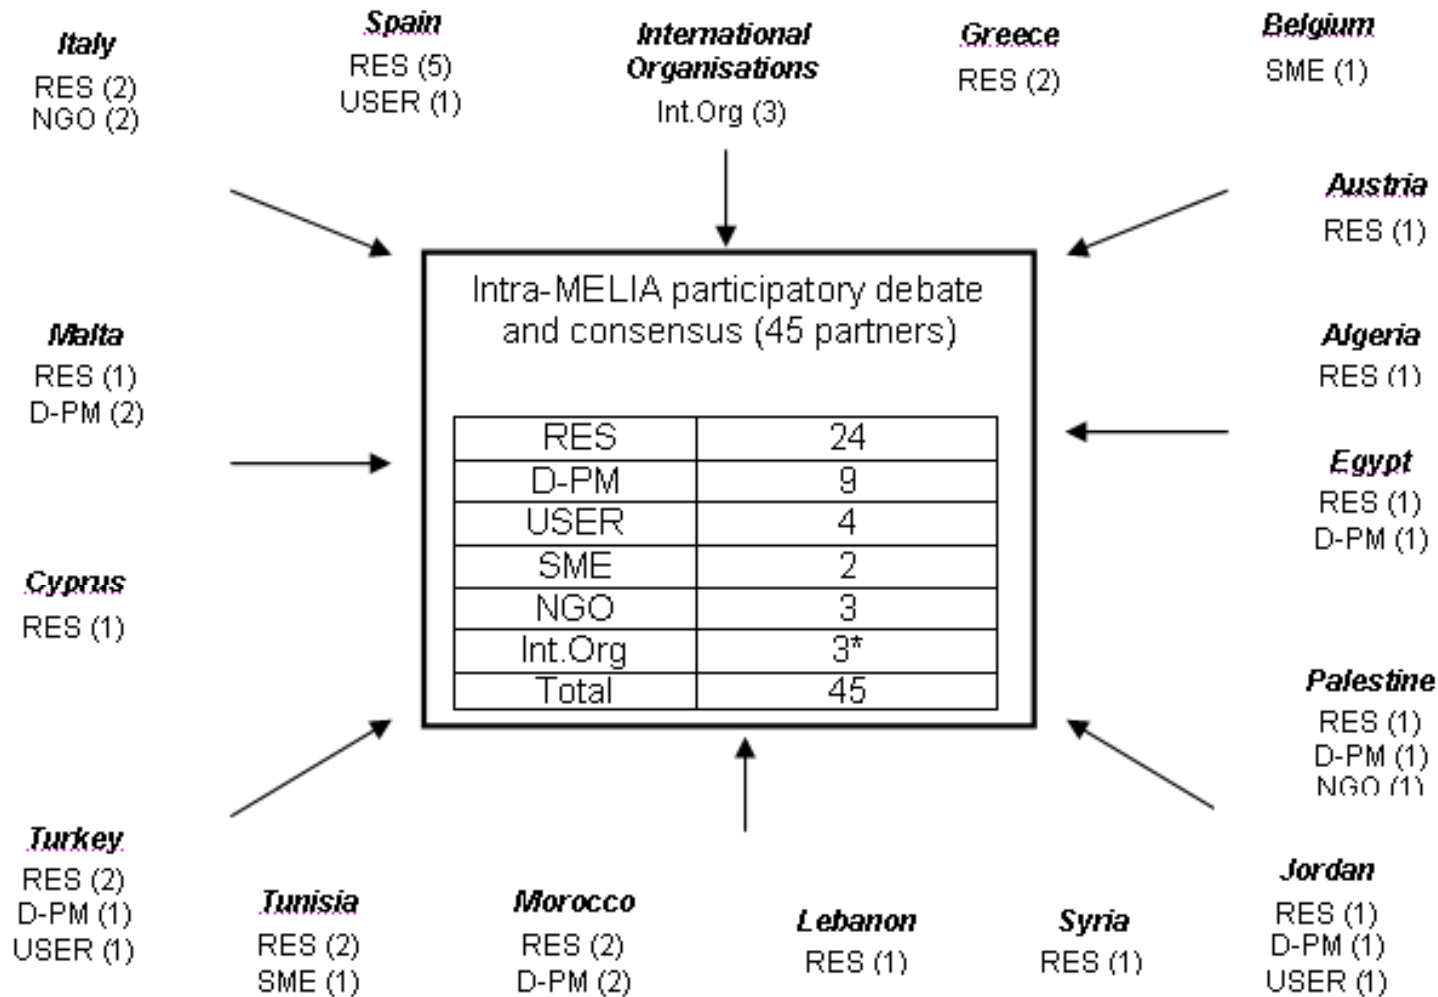 Italy
RES (2)
NGO (2)
Spain
RES (5)
USER (1)
International
Organisations
Int.Org (3)
Greece
RES (2)
Belgium
SME (1)
Austria
RES (1)
Malta
RES (1)
D-PM (2)
Intra-MELIA participatory debate
and consensus (45 partners)
RES 24
D-PM 9
USER 4
SME 2
NGO 3
Int.Org 3*
Total 45
Algeria
RES (1)
Egypt
RES (1)
D-PM (1)
Cyprus
RES (1)
Palestine
RES (1)
D-PM (1)
NGO (1)
Turkey
RES (2)
D-PM (1)
USER (1)
Tunisia
RES (2)
SME (1)
Morocco
RES (2)
D-PM (2)
Lebanon
RES (1)
Syria
RES (1)
Jordan
RES (1)
D-PM (1)
USER (1)